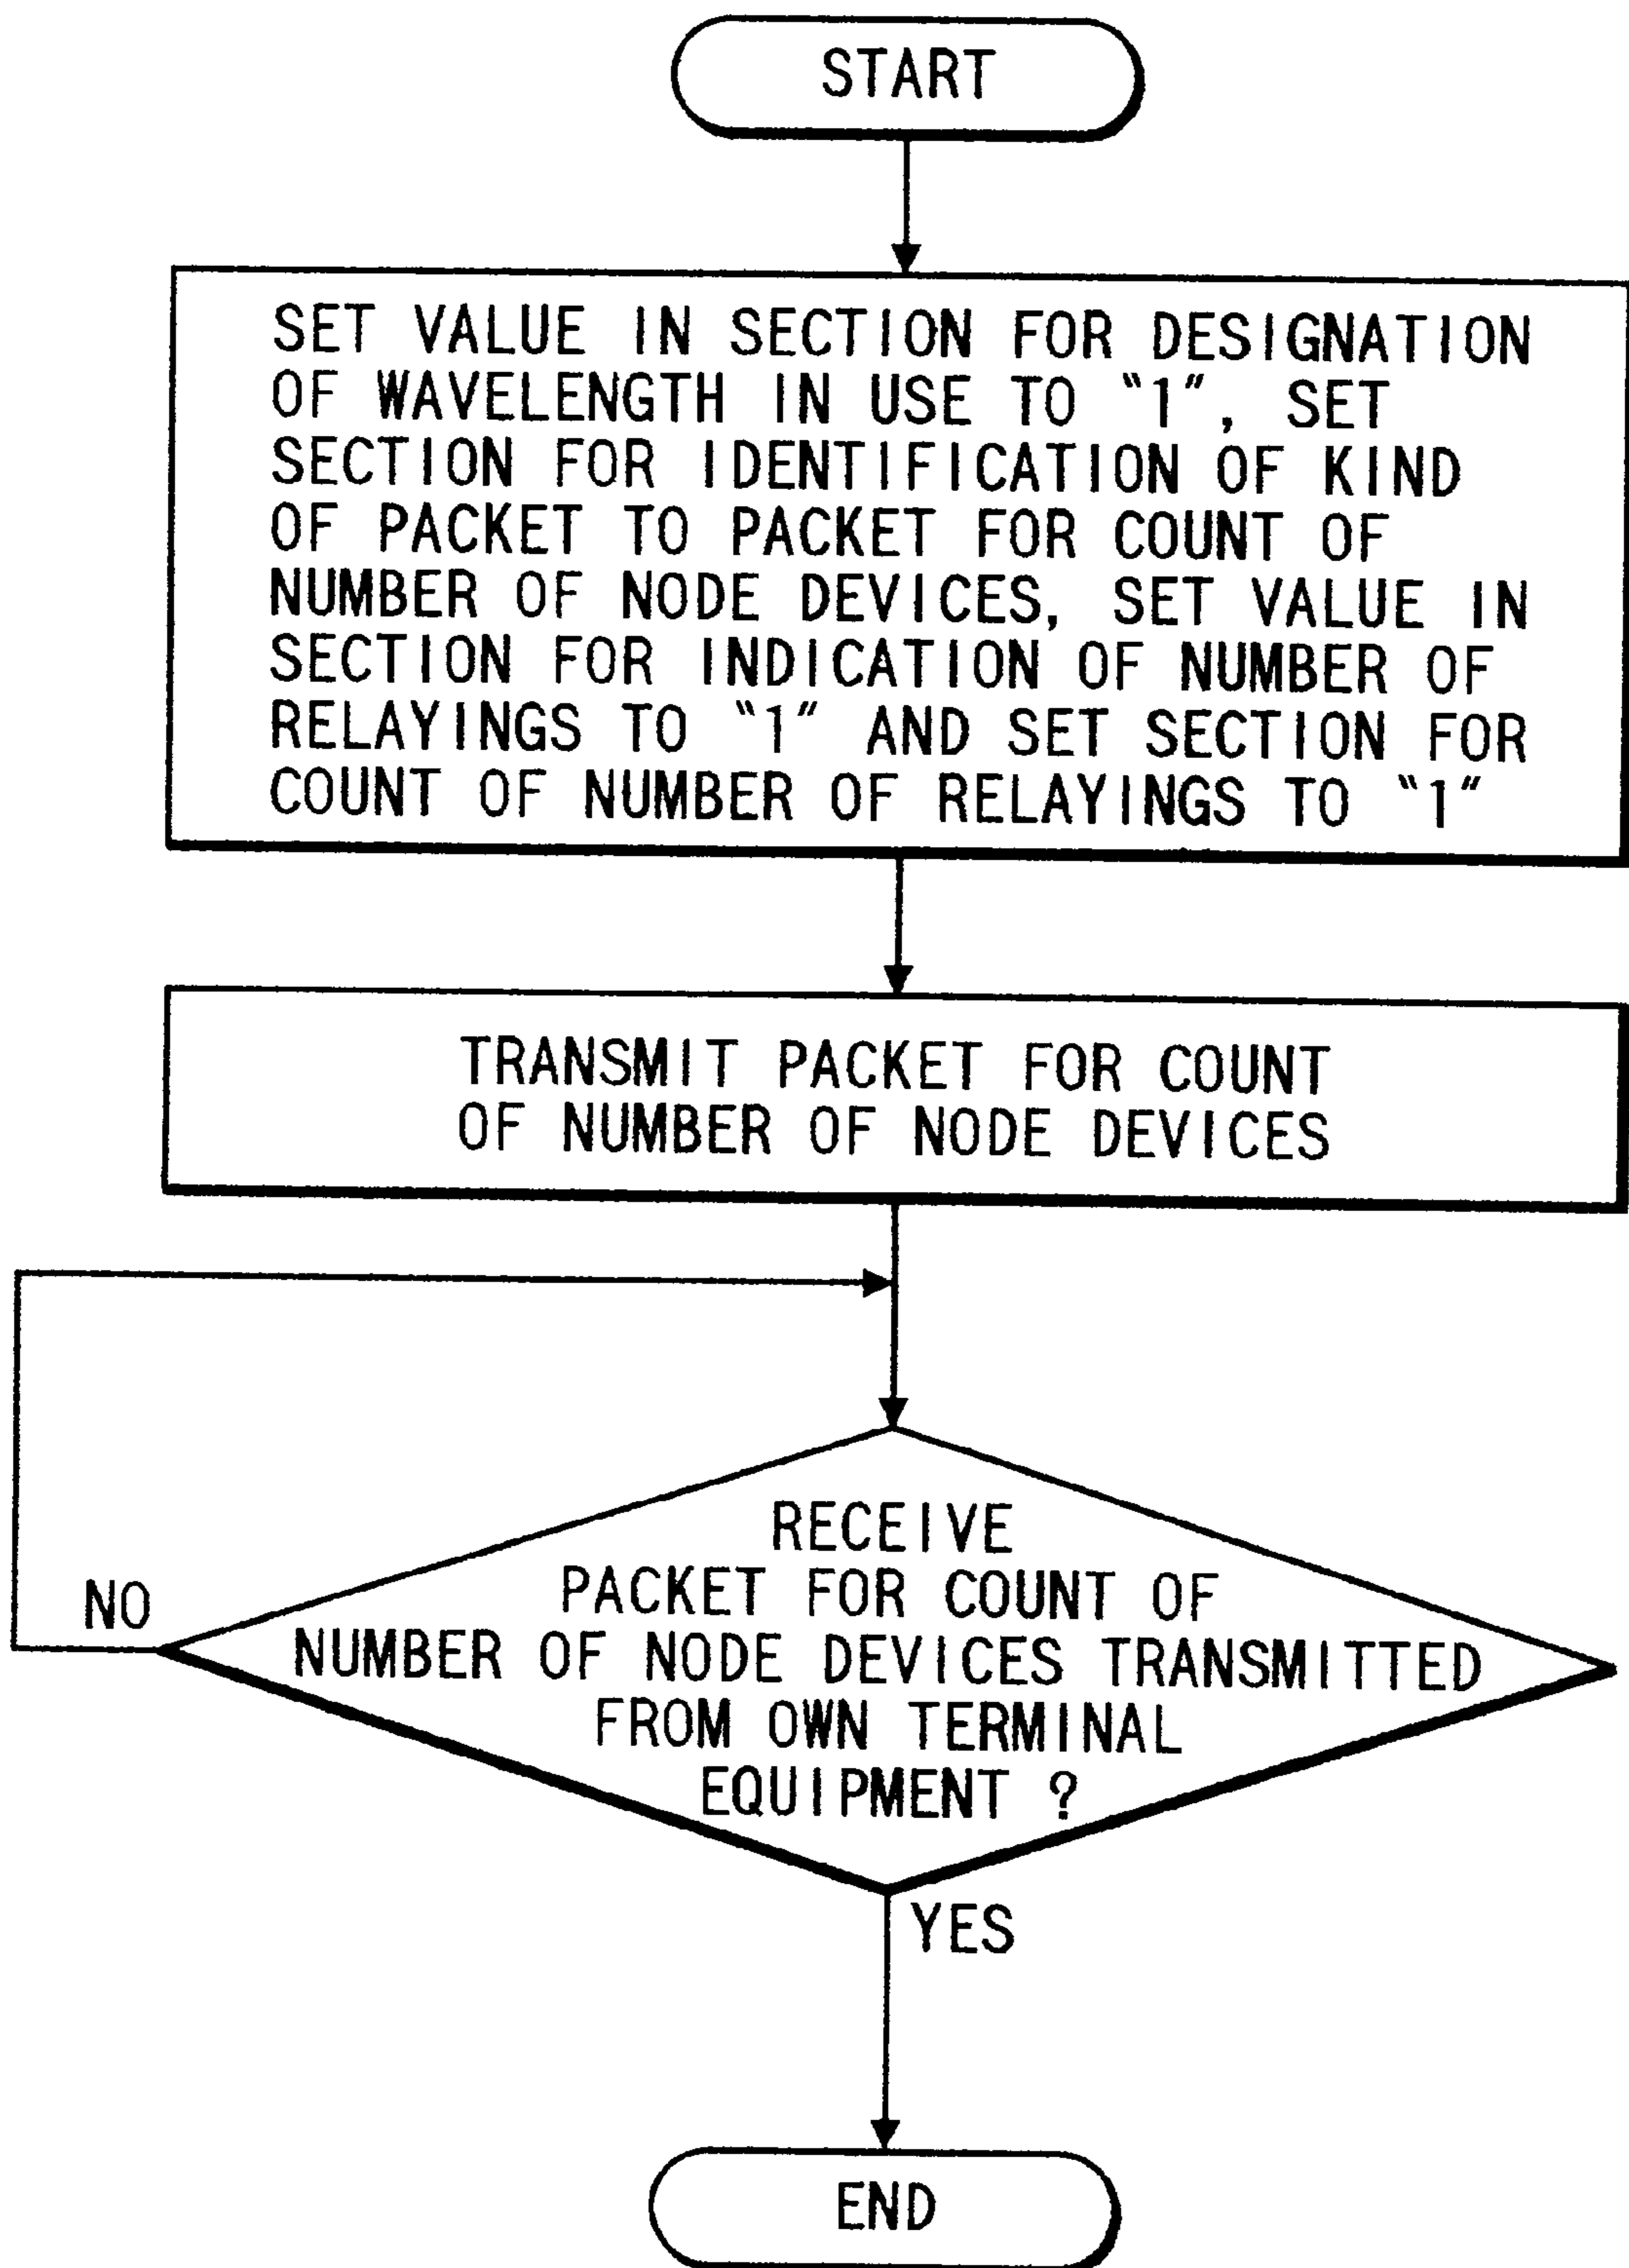 START
SET VALUE IN SECTION FOR DESIGNATION
OF WAVELENGTH IN USE TO "1", SET
SECTION FOR IDENTIFICATION OF KIND
OF PACKET TO PACKET FOR COUNT OF
NUMBER OF NODE DEVICES, SET VALUE IN
SECTION FOR INDICATION OF NUMBER OF
RELAYINGS TO "1" AND SET SECTION FOR
COUNT OF NUMBER OF RELAYINGS TO "1"
TRANSMIT PACKET FOR COUNT
OF NUMBER OF NODE DEVICES
RECEIVE
PACKET FOR COUNT OF
NUMBER OF NODE DEVICES TRANSMITTED
FROM OWN TERMINAL
EQUIPMENT ?
NO
YES
END